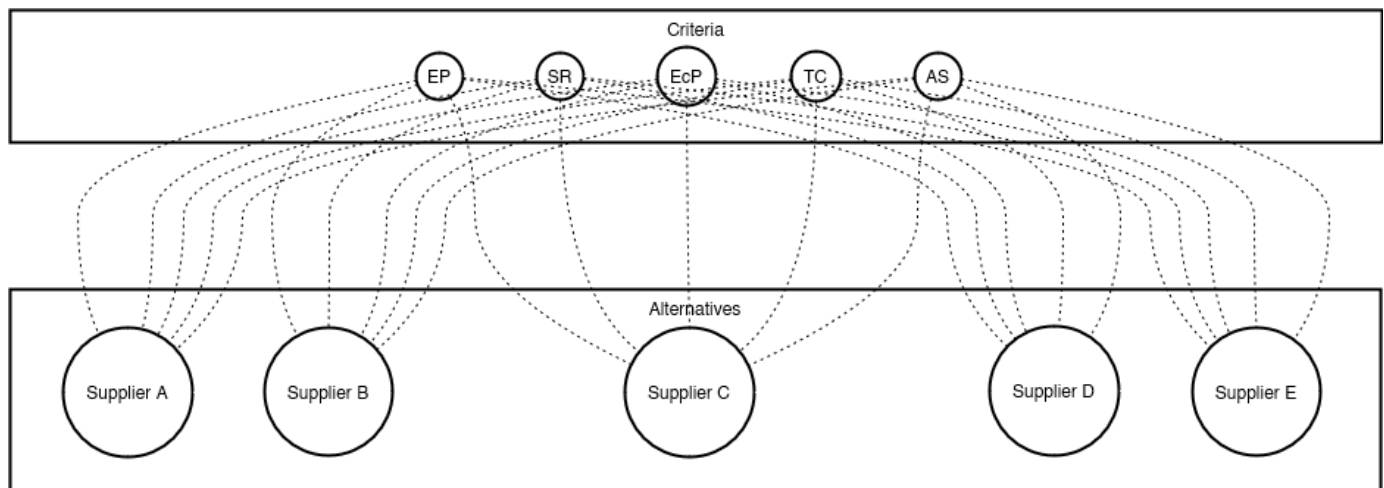 Criteria
EP SR EcP TC AS
Alternatives
Supplier A Supplier B Supplier C Supplier D Supplier E